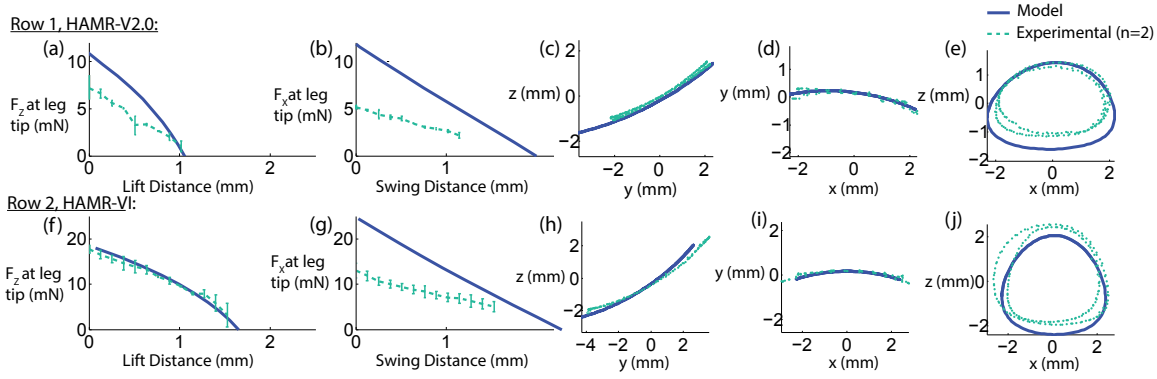 Row 1, HAMR-V2.0:
Model
Experimental (n=2)
(a)
10
5
0
F_z at leg
tip (mN)
0 1 2
Lift Distance (mm)
(b)
10
5
0
F_x at leg
tip (mN)
0 1 2
Swing Distance (mm)
(c)
2
0
−2
z (mm)
−2 0 2
y (mm)
(d)
1
0
−1
−2
y (mm)
−2 0 2
x (mm)
(e)
1
0
−1
−2
z (mm)
−2 0 2
x (mm)
Row 2, HAMR-VI:
(f)
20
10
0
F_z at leg
tip (mN)
0 1 2
Lift Distance (mm)
(g)
20
10
0
F_x at leg
tip (mN)
0 1 2
Swing Distance (mm)
(h)
2
0
−2
z (mm)
−4 −2 0 2
y (mm)
(i)
2
0
−2
y (mm)
−2 0 2
x (mm)
(j)
2
0
−2
z (mm)
−2 0 2
x (mm)